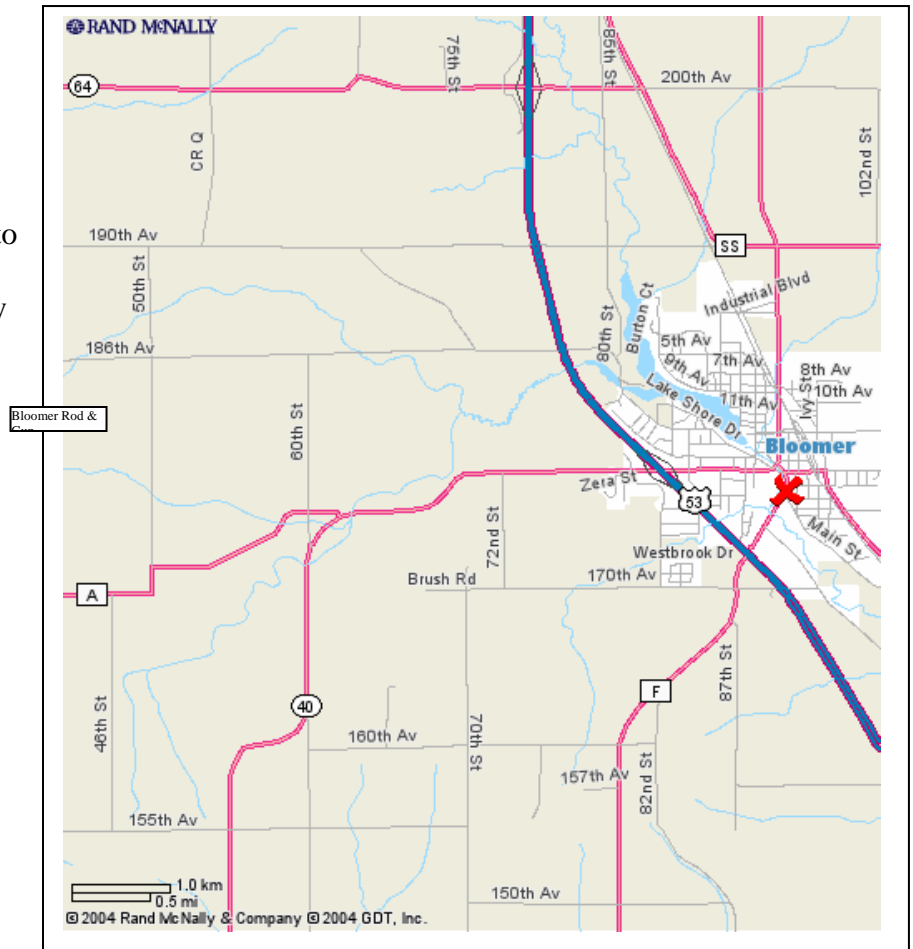 RAND McNALLY
75th St
85th St
64
200th Av
CR Q
102nd St
to
190th Av
SS
50th St
Industrial Blvd
y
80th St
Burton Ct
5th Av
186th Av
7th Av
9th Av
8th Av
10th Av
Lake Shore Dr
11th Av
Ivy St
Bloomer Rod &
60th St
Bloomer
Zera St
53
72nd St
Main St
Westbrook Dr
Brush Rd
170th Av
A
87th St
F
46th St
40
160th Av
70th St
157th Av
82nd St
155th Av
1.0 km
0.5 mi
150th Av
© 2004 Rand McNally & Company © 2004 GDT, Inc.